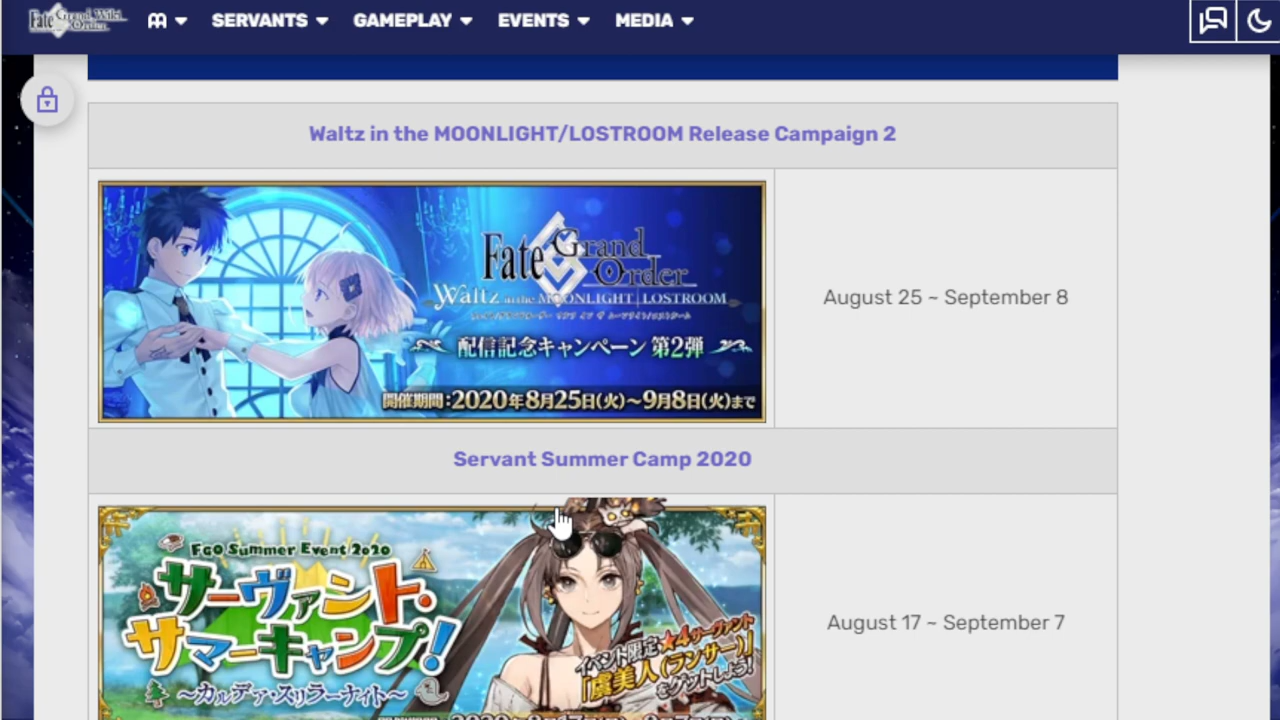 Fate Grand Order Wiki
SERVANTS
GAMEPLAY
EVENTS
MEDIA
Waltz in the MOONLIGHT/LOSTROOM Release Campaign 2
Fate Grand Order
Waltz in the MOONLIGHT LOSTROOM
配信記念キャンペーン 第2弾
開催期間:2020年8月25日(火)~9月8日(火)まで
August 25 ~ September 8
Servant Summer Camp 2020
FGO Summer Event 2020
サーヴァント・
サマーキャンプ!
~カルデア・スリラーナイト~
イベント限定★4サーヴァント
「虞美人(ランサー)」
をゲットしよう!
August 17 ~ September 7